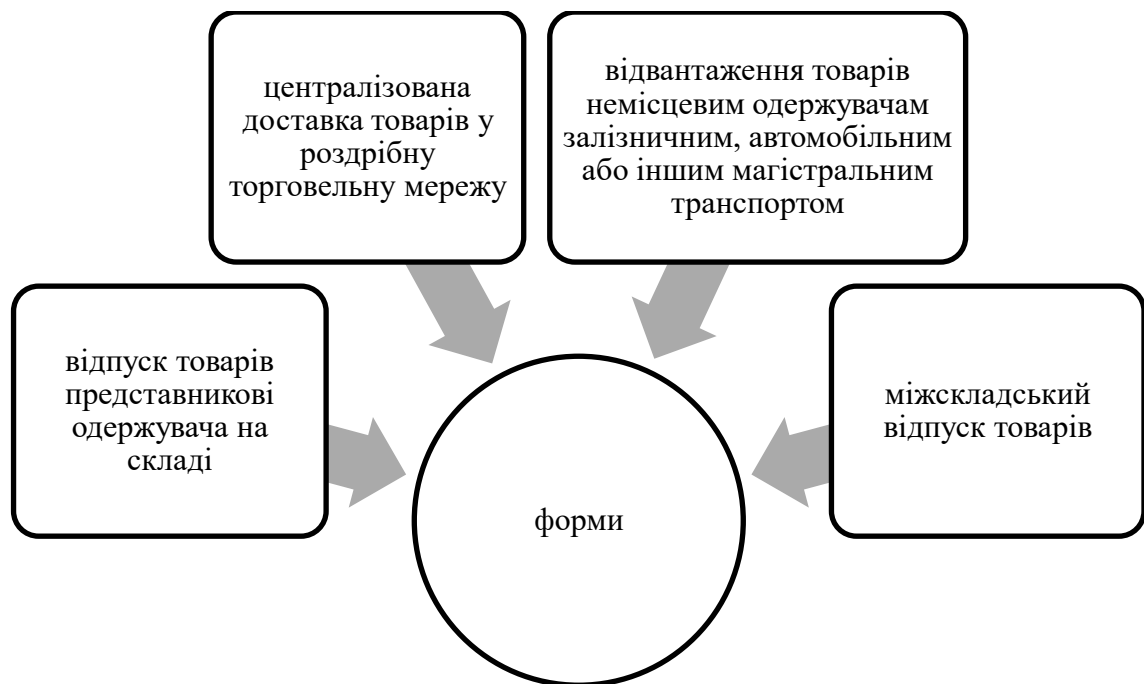 централізована
доставка товарів у
роздрібну
торговельну мережу
відвантаження товарів
немісцевим одержувачам
залізничним, автомобільним
або іншим магістральним
транспортом
відпуск товарів
представникові
одержувача на
складі
міжскладський
відпуск товарів
форми